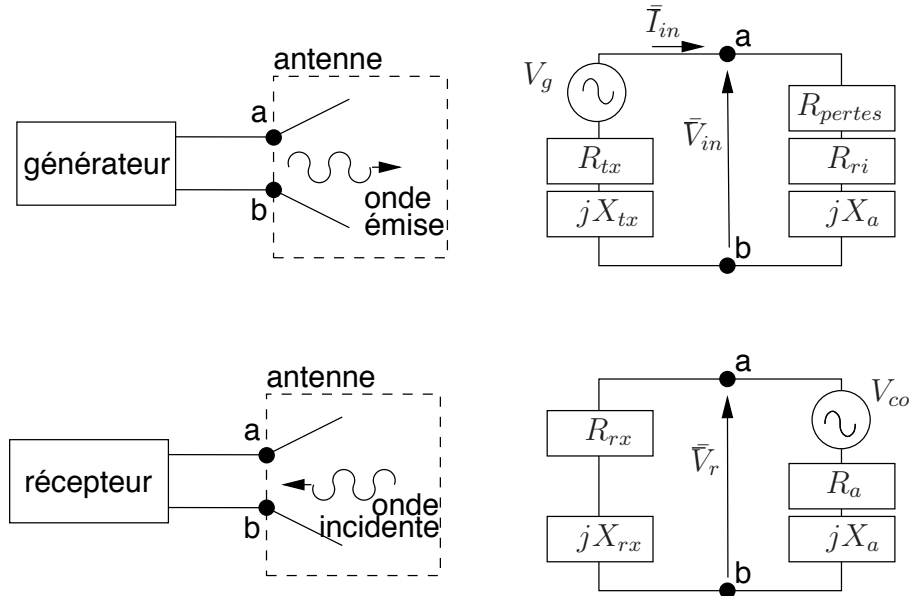 antenne
a
générateur
onde
émise
b
Ī_in
a
V_g
V̄_in
R_pertes
R_tx
R_ri
jX_tx
jX_a
b
antenne
a
récepteur
onde
incidente
b
a
V_co
R_rx
V̄_r
R_a
jX_rx
jX_a
b